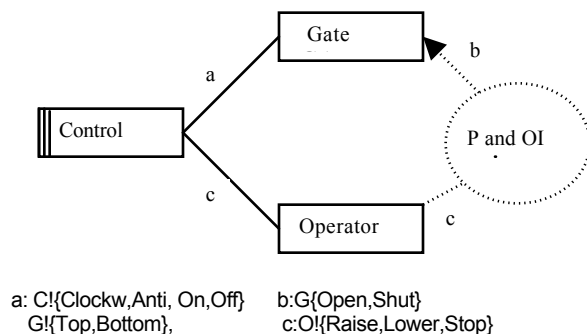 Gate
a
b
Control
P and OI
c
Operator
c
a: C!{Clockw,Anti, On,Off} b:G{Open,Shut}
G!{Top,Bottom}, c:O!{Raise,Lower,Stop}